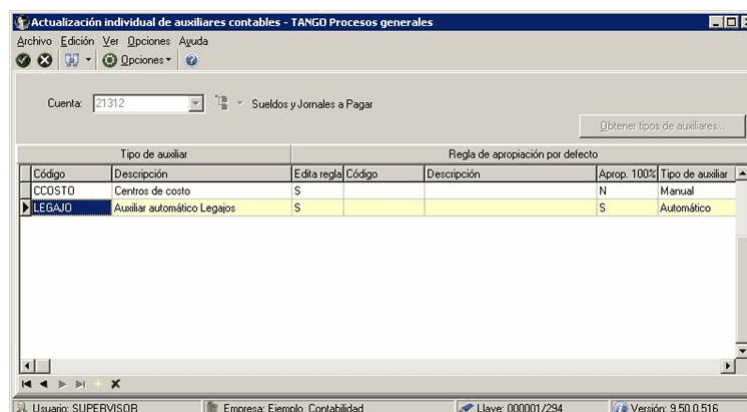 Actualización individual de auxiliares contables - TANGO Procesos generales
Archivo Edición Ver Opciones Ayuda
Opciones
Cuenta: 21312 Sueldos y Jornales a Pagar
Obtener tipos de auxiliares...
Tipo de auxiliar Regla de apropiación por defecto
Código Descripción Edita regla Código Descripción Aprop. 100% Tipo de auxiliar
CCOSTO Centros de costo S N Manual
LEGAJO Auxiliar automático Legajos S S Automático
Usuario: SUPERVISOR Empresa: Ejemplo Contabilidad Llave: 000001/294 Versión: 9.50.0.516